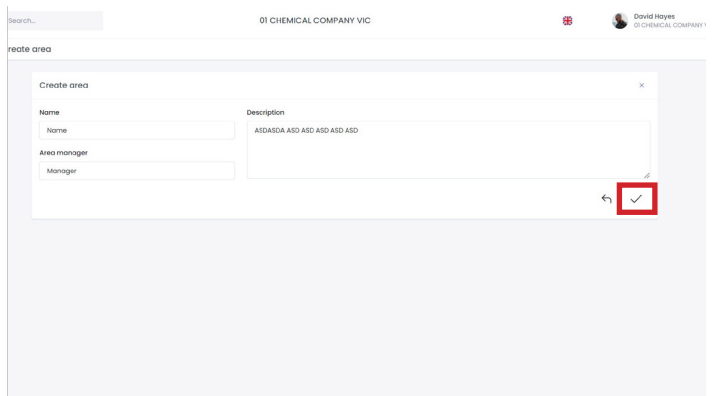 Search...
01 CHEMICAL COMPANY VIC
David Hayes
01 CHEMICAL COMPANY V
reate area
Create area
Name
Description
Name
ASDASDA ASD ASD ASD ASD ASD
Area manager
Manager